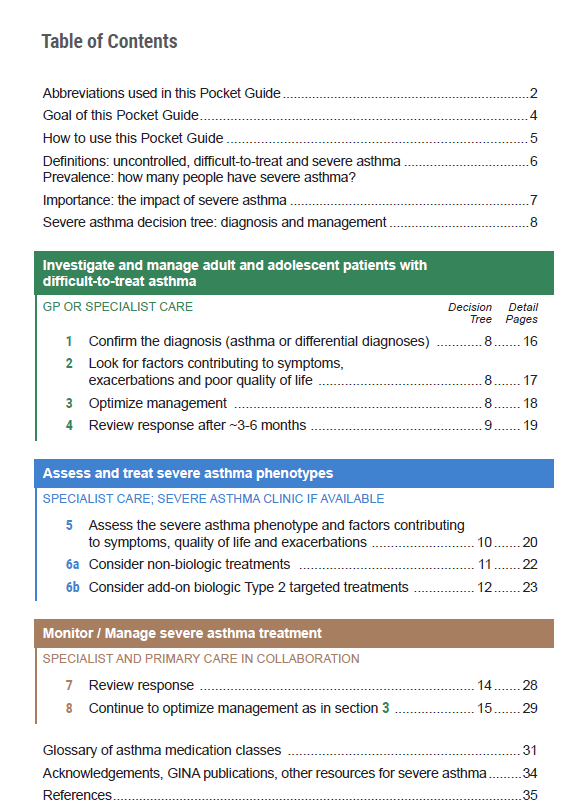 Table of Contents
Abbreviations used in this Pocket Guide ... 2
Goal of this Pocket Guide ... 4
How to use this Pocket Guide ... 5
Definitions: uncontrolled, difficult-to-treat and severe asthma ... 6
Prevalence: how many people have severe asthma?
Importance: the impact of severe asthma ... 7
Severe asthma decision tree: diagnosis and management ... 8
Investigate and manage adult and adolescent patients with
difficult-to-treat asthma
GP OR SPECIALIST CARE
Decision Detail
Tree Pages
1 Confirm the diagnosis (asthma or differential diagnoses) ... 8 ... 16
2 Look for factors contributing to symptoms,
exacerbations and poor quality of life ... 8 ... 17
3 Optimize management ... 8 ... 18
4 Review response after ~3-6 months ... 9 ... 19
Assess and treat severe asthma phenotypes
SPECIALIST CARE; SEVERE ASTHMA CLINIC IF AVAILABLE
5 Assess the severe asthma phenotype and factors contributing
to symptoms, quality of life and exacerbations ... 10 ... 20
6a Consider non-biologic treatments ... 11 ... 22
6b Consider add-on biologic Type 2 targeted treatments ... 12 ... 23
Monitor / Manage severe asthma treatment
SPECIALIST AND PRIMARY CARE IN COLLABORATION
7 Review response ... 14 ... 28
8 Continue to optimize management as in section 3 ... 15 ... 29
Glossary of asthma medication classes ... 31
Acknowledgements, GINA publications, other resources for severe asthma ... 34
References ... 35